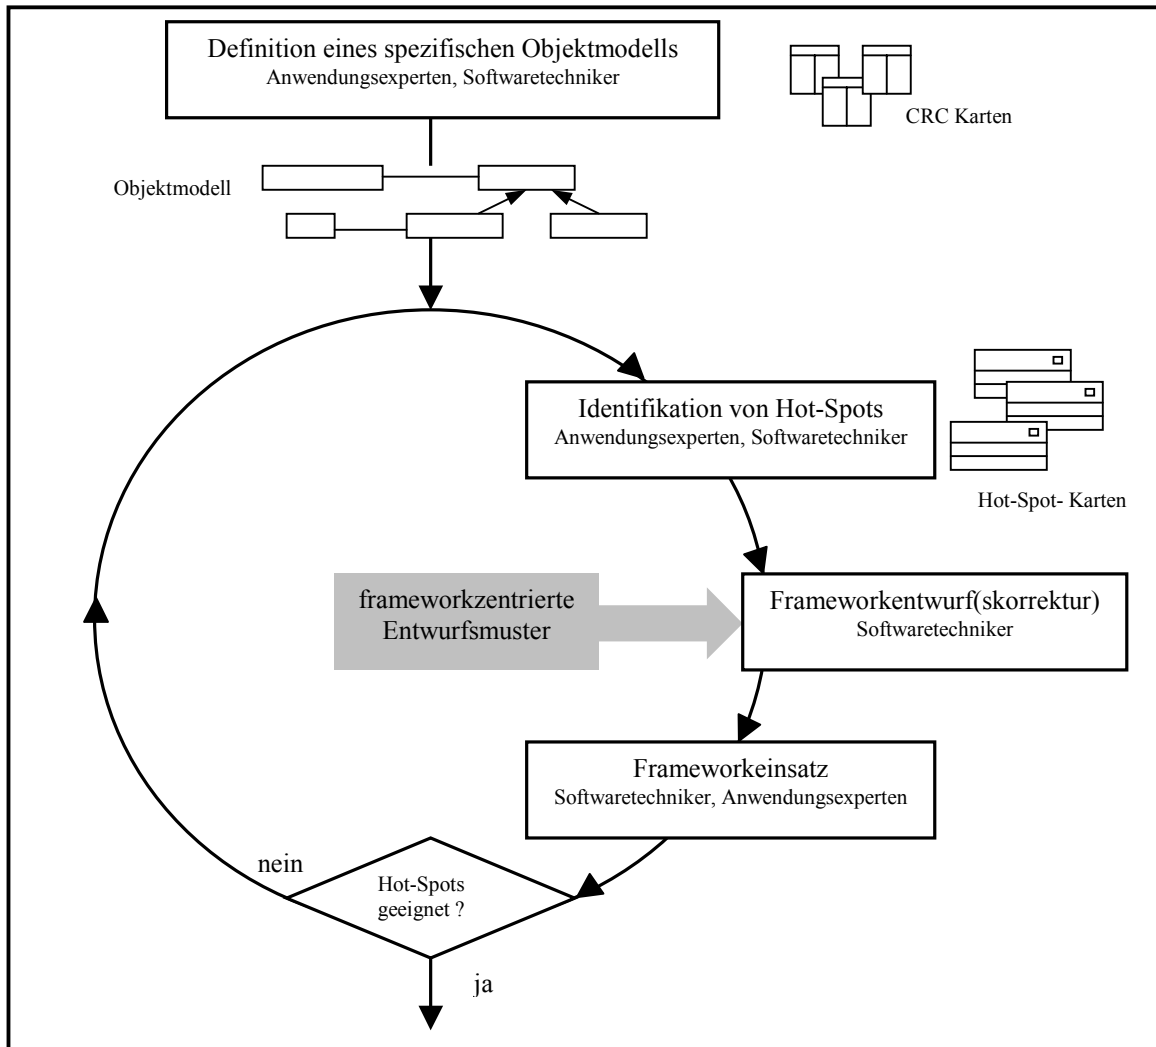 Definition eines spezifischen Objektmodells
Anwendungsexperten, Softwaretechniker
CRC Karten
Objektmodell
Identifikation von Hot-Spots
Anwendungsexperten, Softwaretechniker
Hot-Spot- Karten
frameworkzentrierte
Entwurfsmuster
Frameworkentwurf(skorrektur)
Softwaretechniker
Frameworkeinsatz
Softwaretechniker, Anwendungsexperten
nein
Hot-Spots
geeignet ?
ja